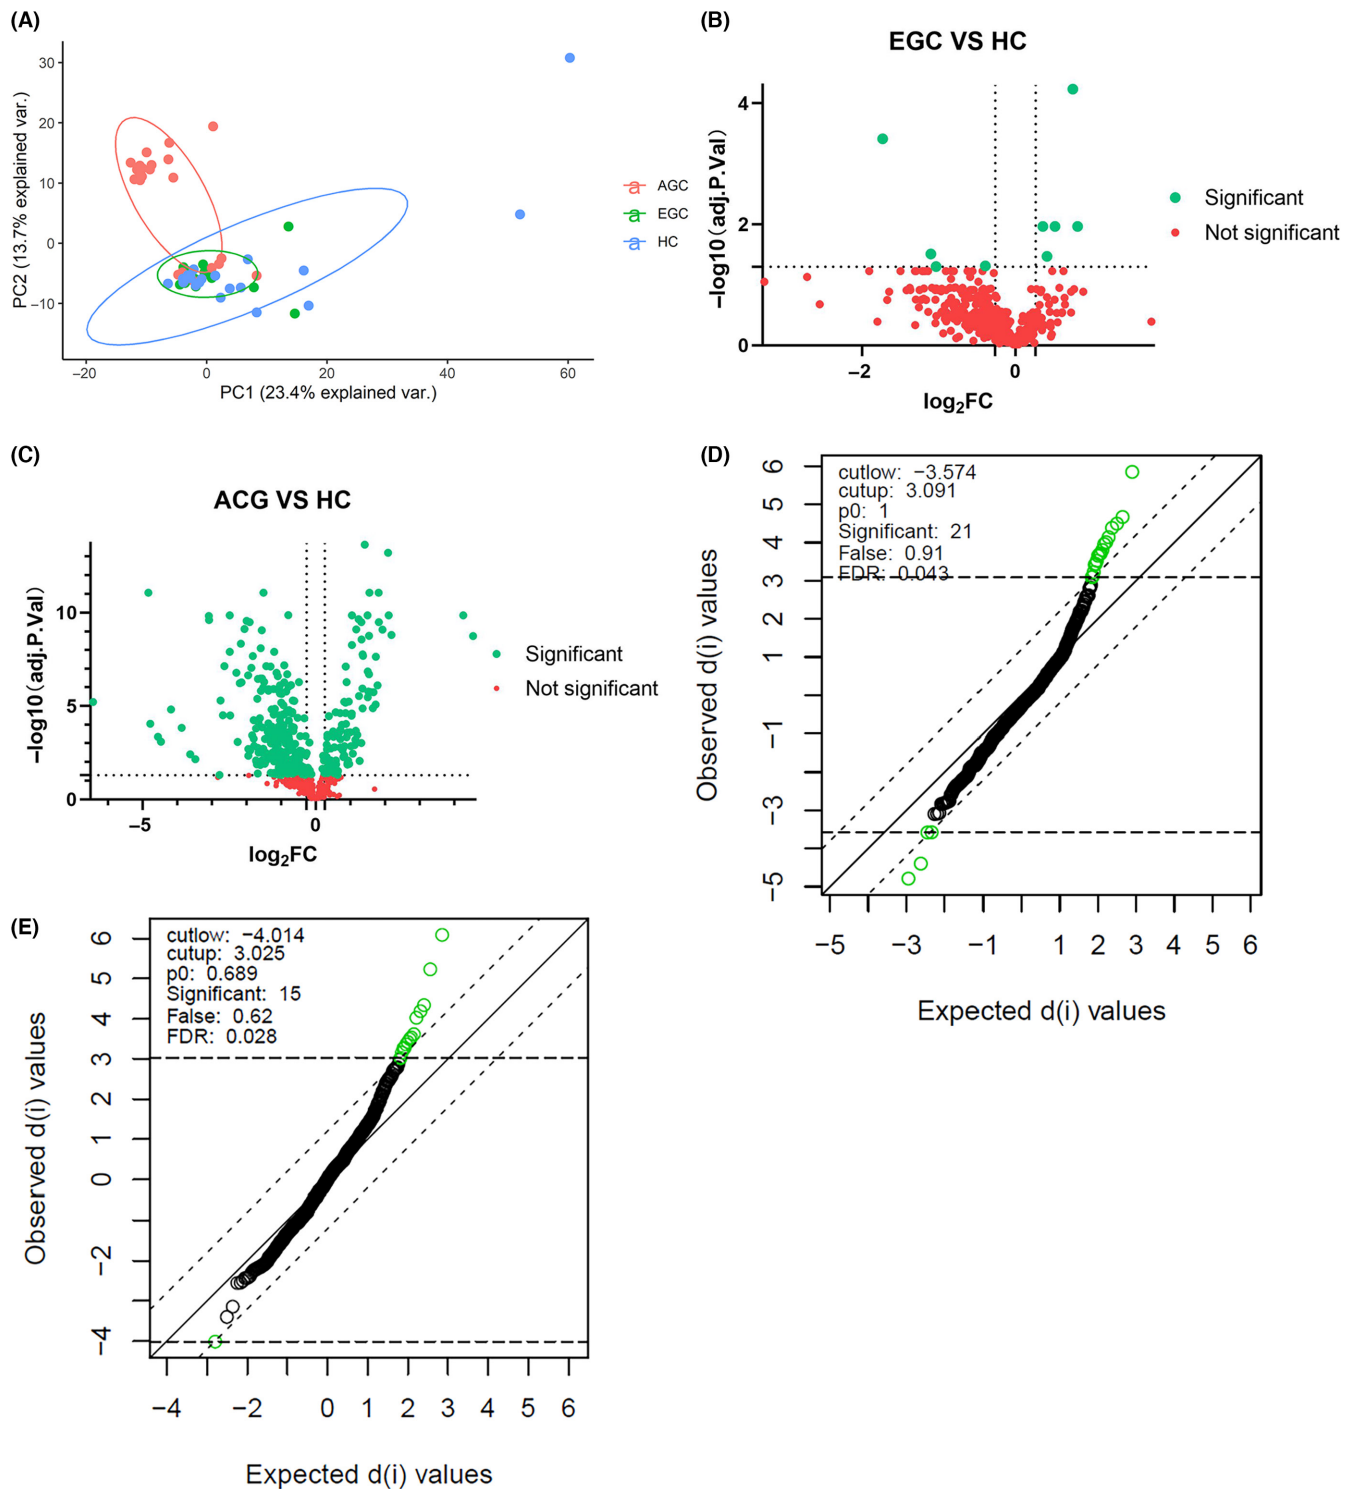 (A)
30
20
10
0
−10
−20
0
20
40
60
PC2 (13.7% explained var.)
PC1 (23.4% explained var.)
a AGC
a EGC
a HC
(B)
EGC VS HC
4
2
0
−2
0
−log10(adj.P.Val)
log2FC
Significant
Not significant
(C)
ACG VS HC
10
5
0
−5
0
−log10(adj.P.Val)
log2FC
Significant
Not significant
(D)
cutlow: −3.574
cutup: 3.091
p0: 1
Significant: 21
False: 0.91
FDR: 0.043
6
5
4
3
2
1
−1
−3
−5
Observed d(i) values
−5 −3 −1 1 2 3 4 5 6
Expected d(i) values
(E)
cutlow: −4.014
cutup: 3.025
p0: 0.689
Significant: 15
False: 0.62
FDR: 0.028
6
5
4
3
2
1
0
−2
−4
Observed d(i) values
−4 −2 0 1 2 3 4 5 6
Expected d(i) values